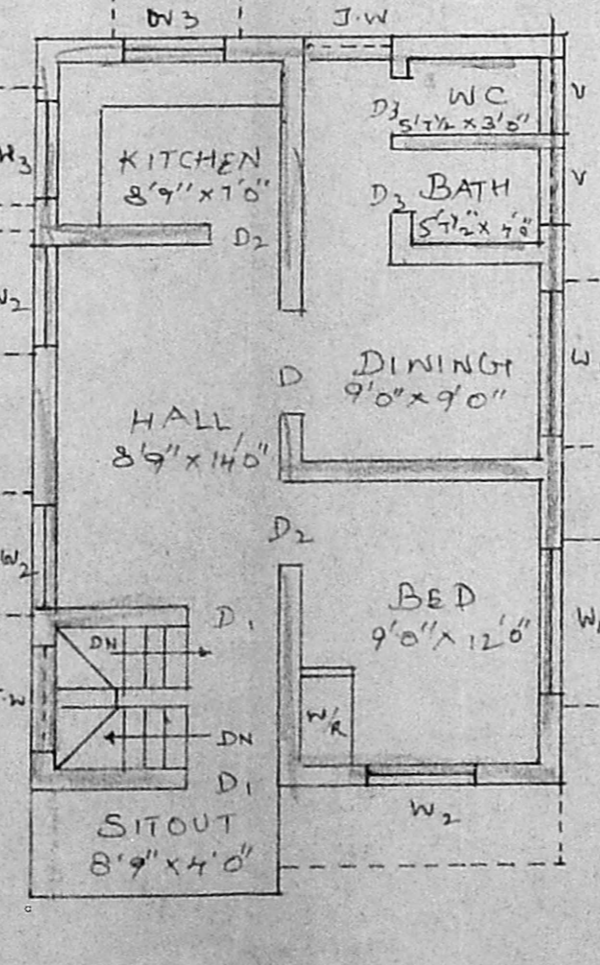 W3
J.W
WC
D3
5'7½ x 3'0"
V
KITCHEN
8'9" x 7'0"
V
D3
BATH
5'7½" x 4'0"
D2
D
DINING
9'0" x 9'0"
W
HALL
8'9" x 14'0"
D2
W2
BED
9'0" x 12'0"
D1
DN
W/R
DN
D1
W2
SITOUT
8'9" x 4'0"